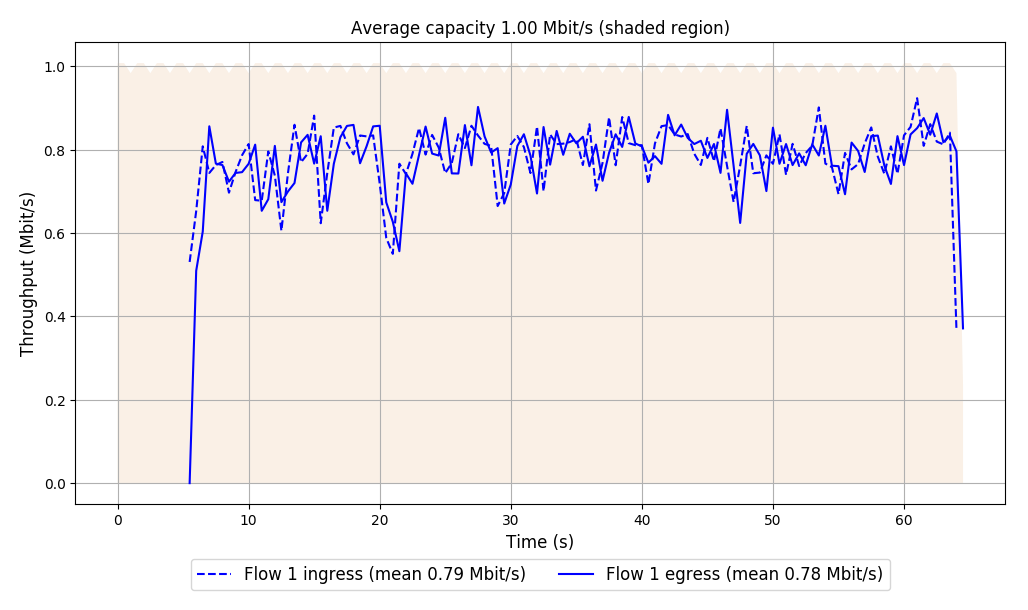 Average capacity 1.00 Mbit/s (shaded region)
1.0
0.8
0.6
0.4
0.2
0.0
Throughput (Mbit/s)
0 10 20 30 40 50 60
Time (s)
Flow 1 ingress (mean 0.79 Mbit/s) Flow 1 egress (mean 0.78 Mbit/s)